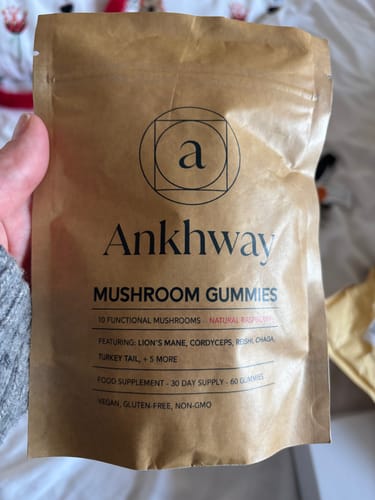 a
Ankhway
MUSHROOM GUMMIES
10 FUNCTIONAL MUSHROOMS - NATURAL RASPBERRY
FEATURING: LION'S MANE, CORDYCEPS, REISHI, CHAGA,
TURKEY TAIL, + 5 MORE
FOOD SUPPLEMENT - 30 DAY SUPPLY - 60 GUMMIES
VEGAN, GLUTEN-FREE, NON-GMO